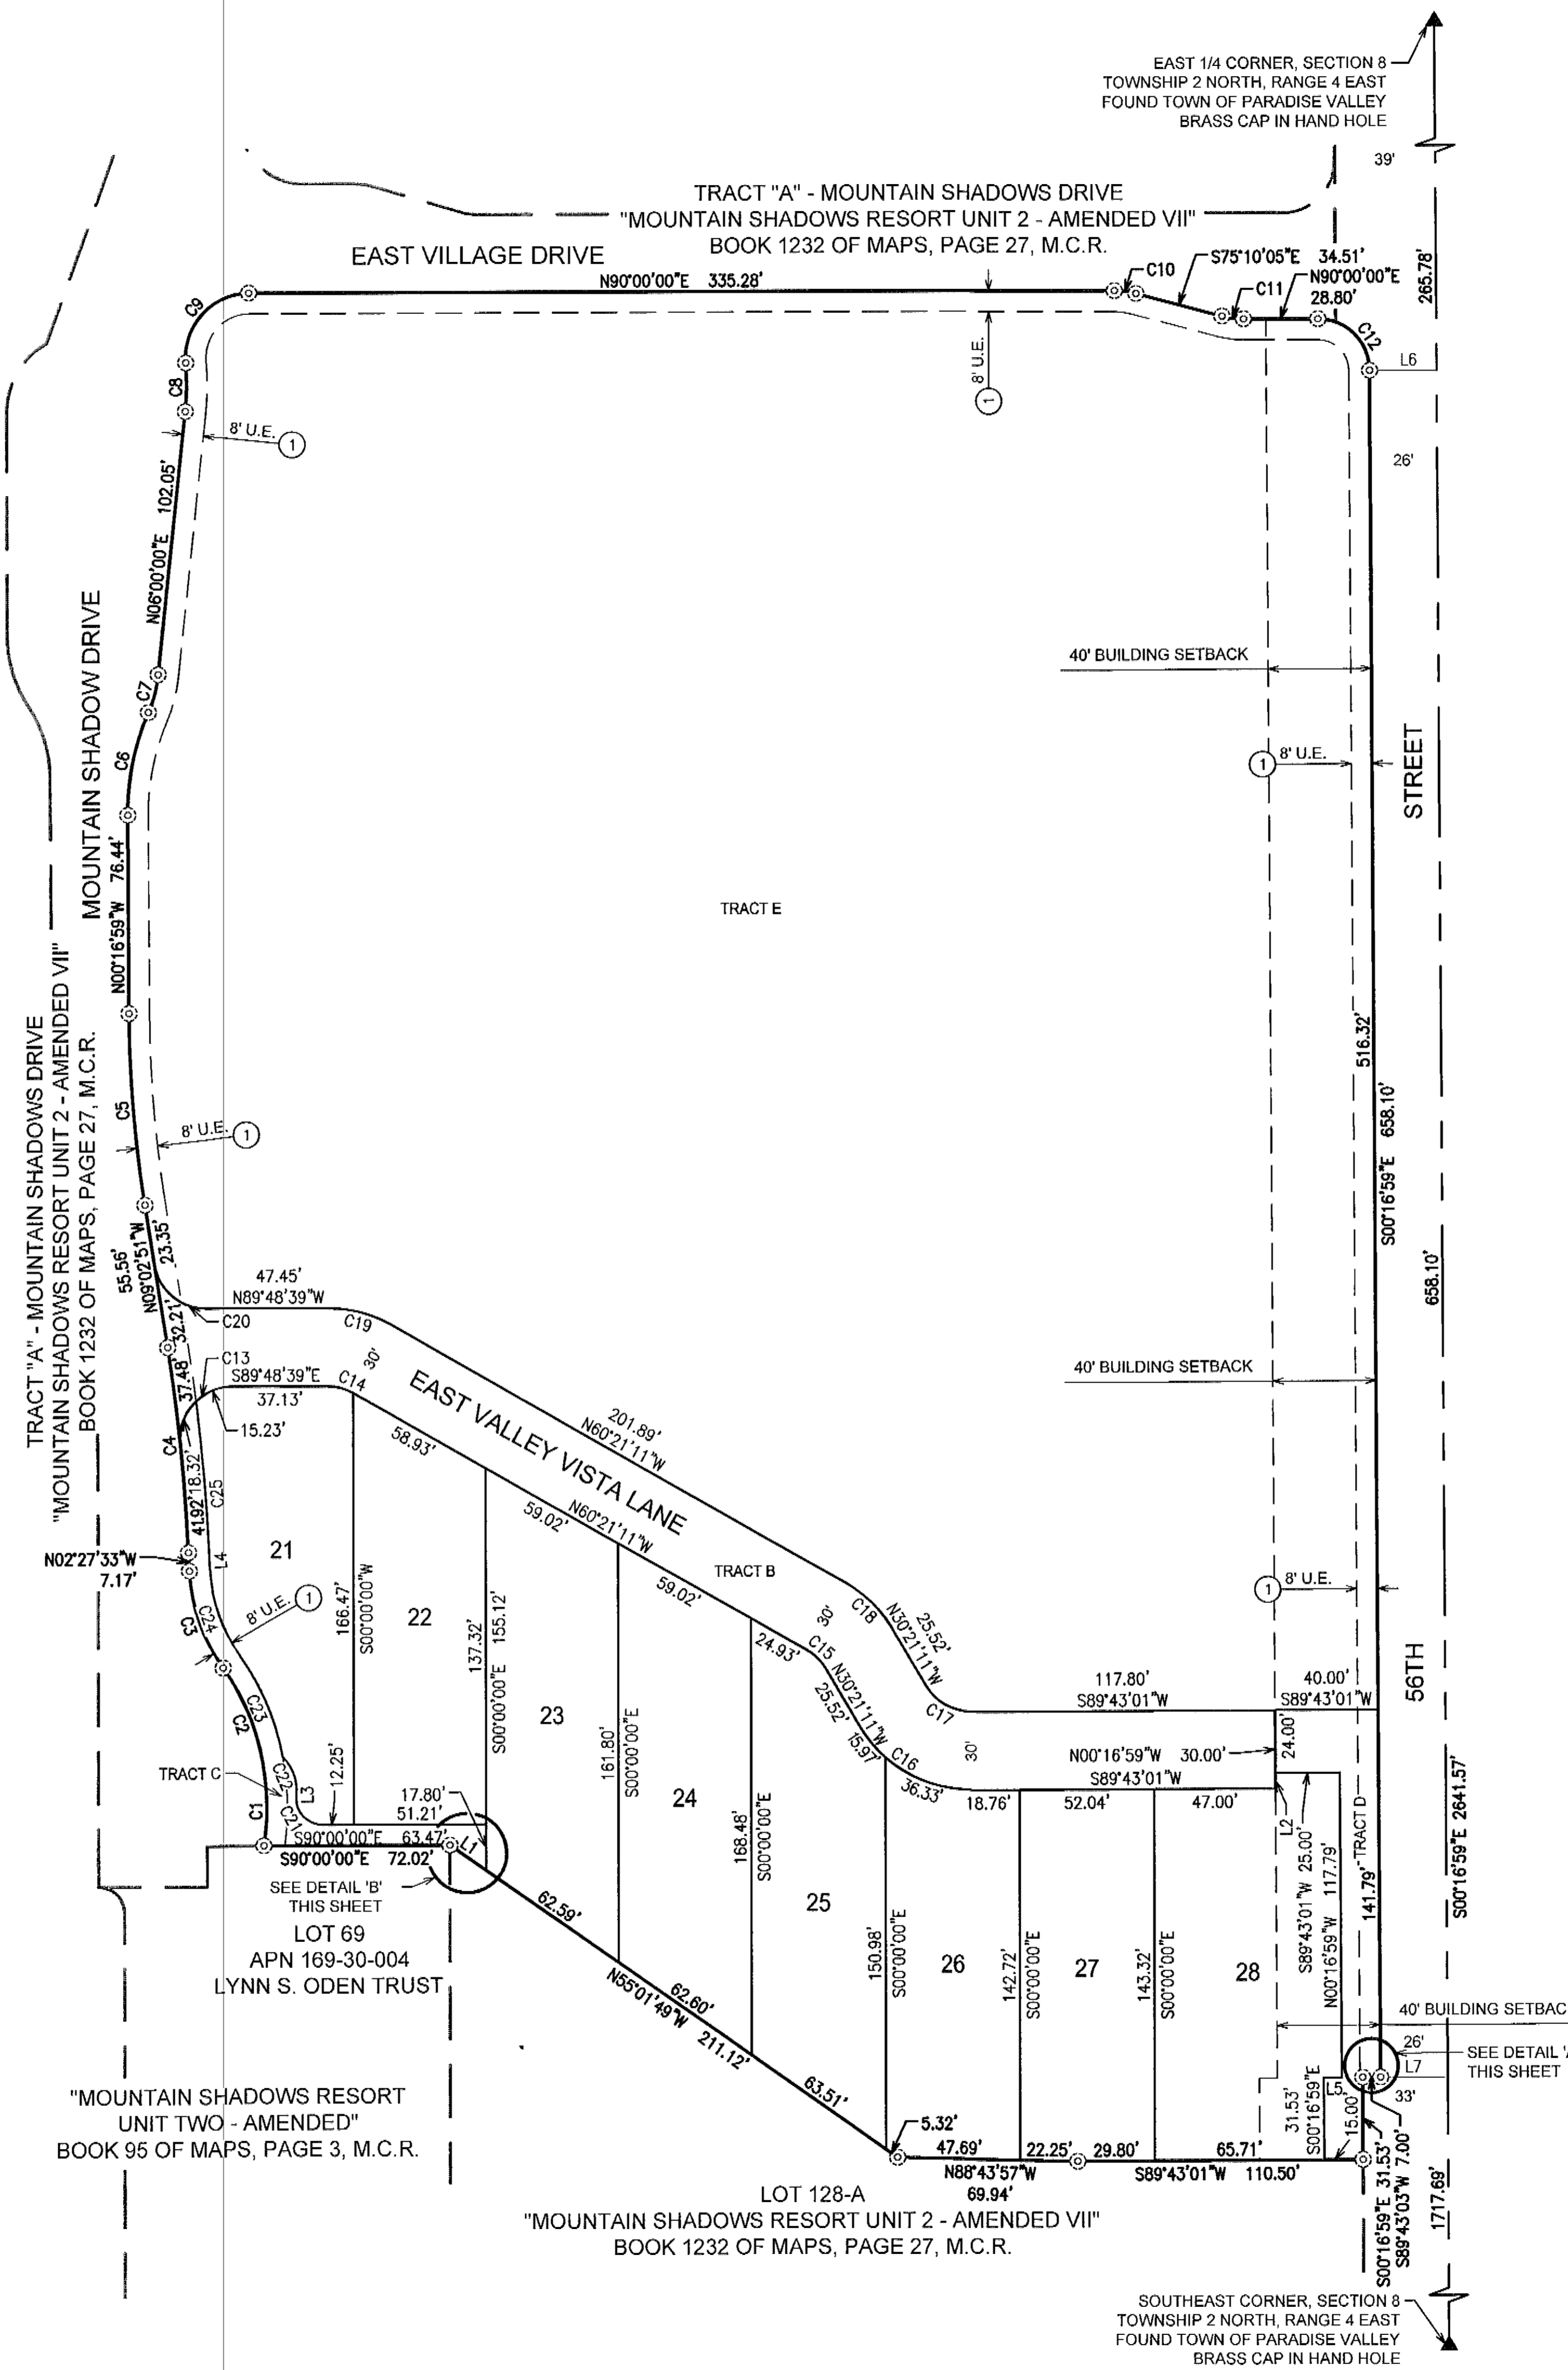 EAST 1/4 CORNER, SECTION 8
TOWNSHIP 2 NORTH, RANGE 4 EAST
FOUND TOWN OF PARADISE VALLEY
BRASS CAP IN HAND HOLE
39'
TRACT "A" - MOUNTAIN SHADOWS DRIVE
"MOUNTAIN SHADOWS RESORT UNIT 2 - AMENDED VII"
BOOK 1232 OF MAPS, PAGE 27, M.C.R.
EAST VILLAGE DRIVE
N90°00'00"E 335.28'
C10
S75°10'05"E 34.51'
C11
N90°00'00"E
28.80'
265.78'
C9
C12
L6
C8
8' U.E.
1
8' U.E.
1
26'
N06°00'00"E 102.05'
MOUNTAIN SHADOW DRIVE
C7
C6
40' BUILDING SETBACK
8' U.E.
1
STREET
N00°16'59"W 76.44'
TRACT E
TRACT "A" - MOUNTAIN SHADOWS DRIVE
"MOUNTAIN SHADOWS RESORT UNIT 2 - AMENDED VII"
BOOK 1232 OF MAPS, PAGE 27, M.C.R.
C5
8' U.E.
1
516.32'
S00°16'59"E 658.10'
658.10'
55.56'
N09°02'51"W
23.35'
32.21'
47.45'
N89°48'39"W
C20
C19
30'
C13
S89°48'39"E
37.13'
C14
15.23'
37.48'
C4
18.32'
41.92'
C25
EAST VALLEY VISTA LANE
201.89'
N60°21'11"W
40' BUILDING SETBACK
58.93'
59.02'
N60°21'11"W
59.02'
TRACT B
24.93'
N02°27'33"W
7.17'
L4
21
8' U.E.
1
C3
C24
166.47'
S00°00'00"W
22
137.32'
S00°00'00"E 155.12'
23
161.80'
S00°00'00"E
24
168.48'
S00°00'00"E
25
150.98'
S00°00'00"E
26
142.72'
S00°00'00"E
27
143.32'
S00°00'00"E
28
C15
30'
C18
N30°21'11"W
25.52'
N30°21'11"W
25.52'
15.97'
C16
36.33'
C17
30'
8' U.E.
1
117.80'
S89°43'01"W
40.00'
S89°43'01"W
56TH
N00°16'59"W 30.00'
24.00'
S89°43'01"W
18.76'
52.04'
47.00'
L2
S89°43'01"W 25.00'
N00°16'59"W 117.79'
TRACT D
141.79'
S00°16'59"E 2641.57'
C23
C2
TRACT C
C22
C21
L3
C1
12.25'
17.80'
51.21'
S90°00'00"E 63.47'
L1
S90°00'00"E 72.02'
SEE DETAIL 'B'
THIS SHEET
LOT 69
APN 169-30-004
LYNN S. ODEN TRUST
62.59'
62.60'
N55°01'49"W 211.12'
63.51'
5.32'
40' BUILDING SETBAC
26'
SEE DETAIL 'A
THIS SHEET
L7
33'
L5
31.53'
S00°16'59"E
15.00'
"MOUNTAIN SHADOWS RESORT
UNIT TWO - AMENDED"
BOOK 95 OF MAPS, PAGE 3, M.C.R.
47.69'
22.25'
29.80'
65.71'
N88°43'57"W
69.94'
S89°43'01"W 110.50'
LOT 128-A
"MOUNTAIN SHADOWS RESORT UNIT 2 - AMENDED VII"
BOOK 1232 OF MAPS, PAGE 27, M.C.R.
S00°16'59"E 31.53'
S89°43'03"W 7.00'
1717.69'
SOUTHEAST CORNER, SECTION 8
TOWNSHIP 2 NORTH, RANGE 4 EAST
FOUND TOWN OF PARADISE VALLEY
BRASS CAP IN HAND HOLE